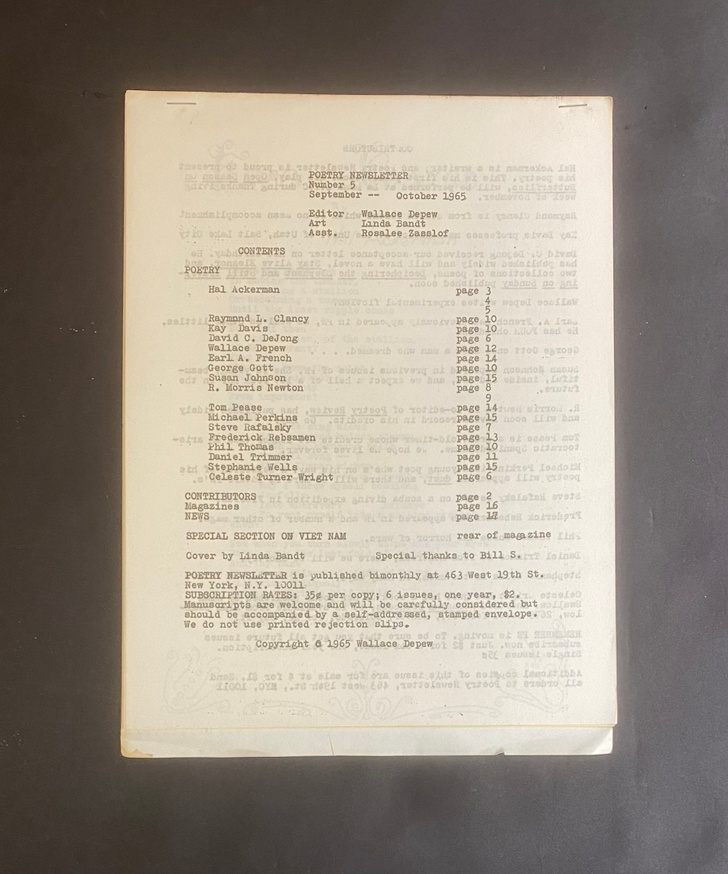 POETRY NEWSLETTER
Number 5
September -- October 1965
Editor Wallace Depew
Art Linda Bandt
Asst. Rosalee Zasslof
CONTENTS
POETRY
Hal Ackerman page 3
4
5
Raymond L. Clancy page 10
Kay Davis page 10
David C. DeJong page 6
Wallace Depew page 12
Earl A. French page 14
George Gott page 10
Susan Johnson page 15
R. Morris Newton page 8
9
Tom Pease page 14
Michael Perkins page 15
Steve Rafalsky page 7
Frederick Rebsamen page 13
Phil Thomas page 10
Daniel Trimmer page 11
Stephanie Wells page 15
Celeste Turner Wright page 6
CONTRIBUTORS page 2
Magazines page 16
NEWS page 17
SPECIAL SECTION ON VIET NAM rear of magazine
Cover by Linda Bandt Special thanks to Bill S.
POETRY NEWSLETTER is published bimonthly at 463 West 19th St.
New York, N.Y. 10011
SUBSCRIPTION RATES: 35¢ per copy; 6 issues, one year, $2.
Manuscripts are welcome and will be carefully considered but
should be accompanied by a self-addressed, stamped envelope.
We do not use printed rejection slips.
Copyright © 1965 Wallace Depew